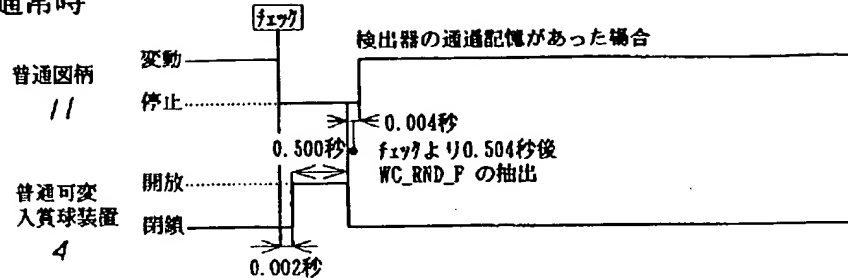 通常時
チェック
検出器の通過記憶があった場合
変動
普通図柄
11
停止
0.004秒
0.500秒
チェックより0.504秒後
WC_RND_F の抽出
開放
普通可変
入賞球装置
4
閉鎖
0.002秒